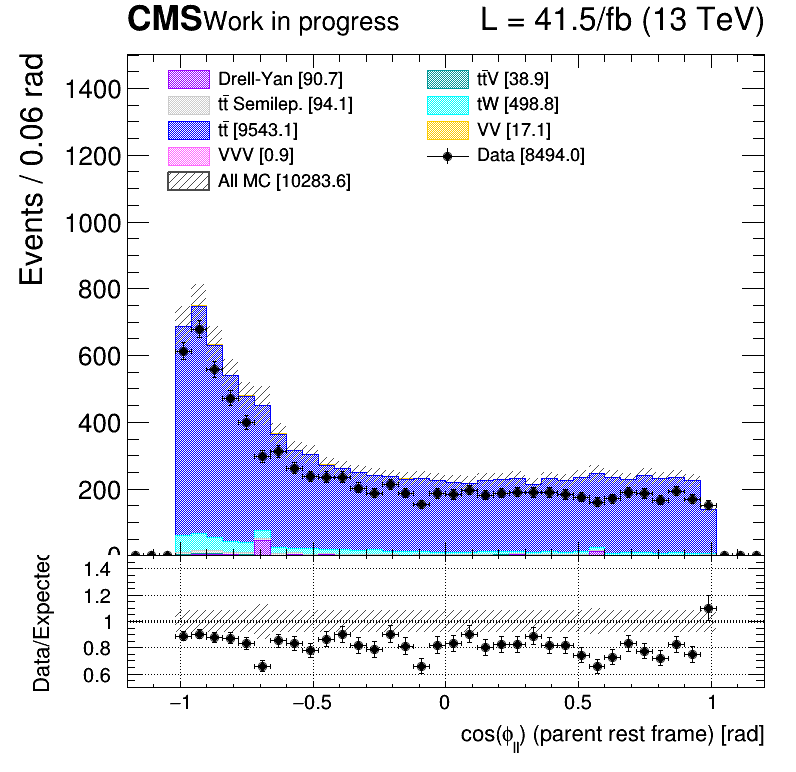 CMS Work in progress L = 41.5/fb (13 TeV)
Events / 0.06 rad
Drell-Yan [90.7]
tt̄ Semilep. [94.1]
tt̄ [9543.1]
VVV [0.9]
All MC [10283.6]
tt̄V [38.9]
tW [498.8]
VV [17.1]
Data [8494.0]
1400
1200
1000
800
600
400
200
0
Data/Expected
1.4
1.2
1
0.8
0.6
−1 −0.5 0 0.5 1
cos(ϕ_ll) (parent rest frame) [rad]